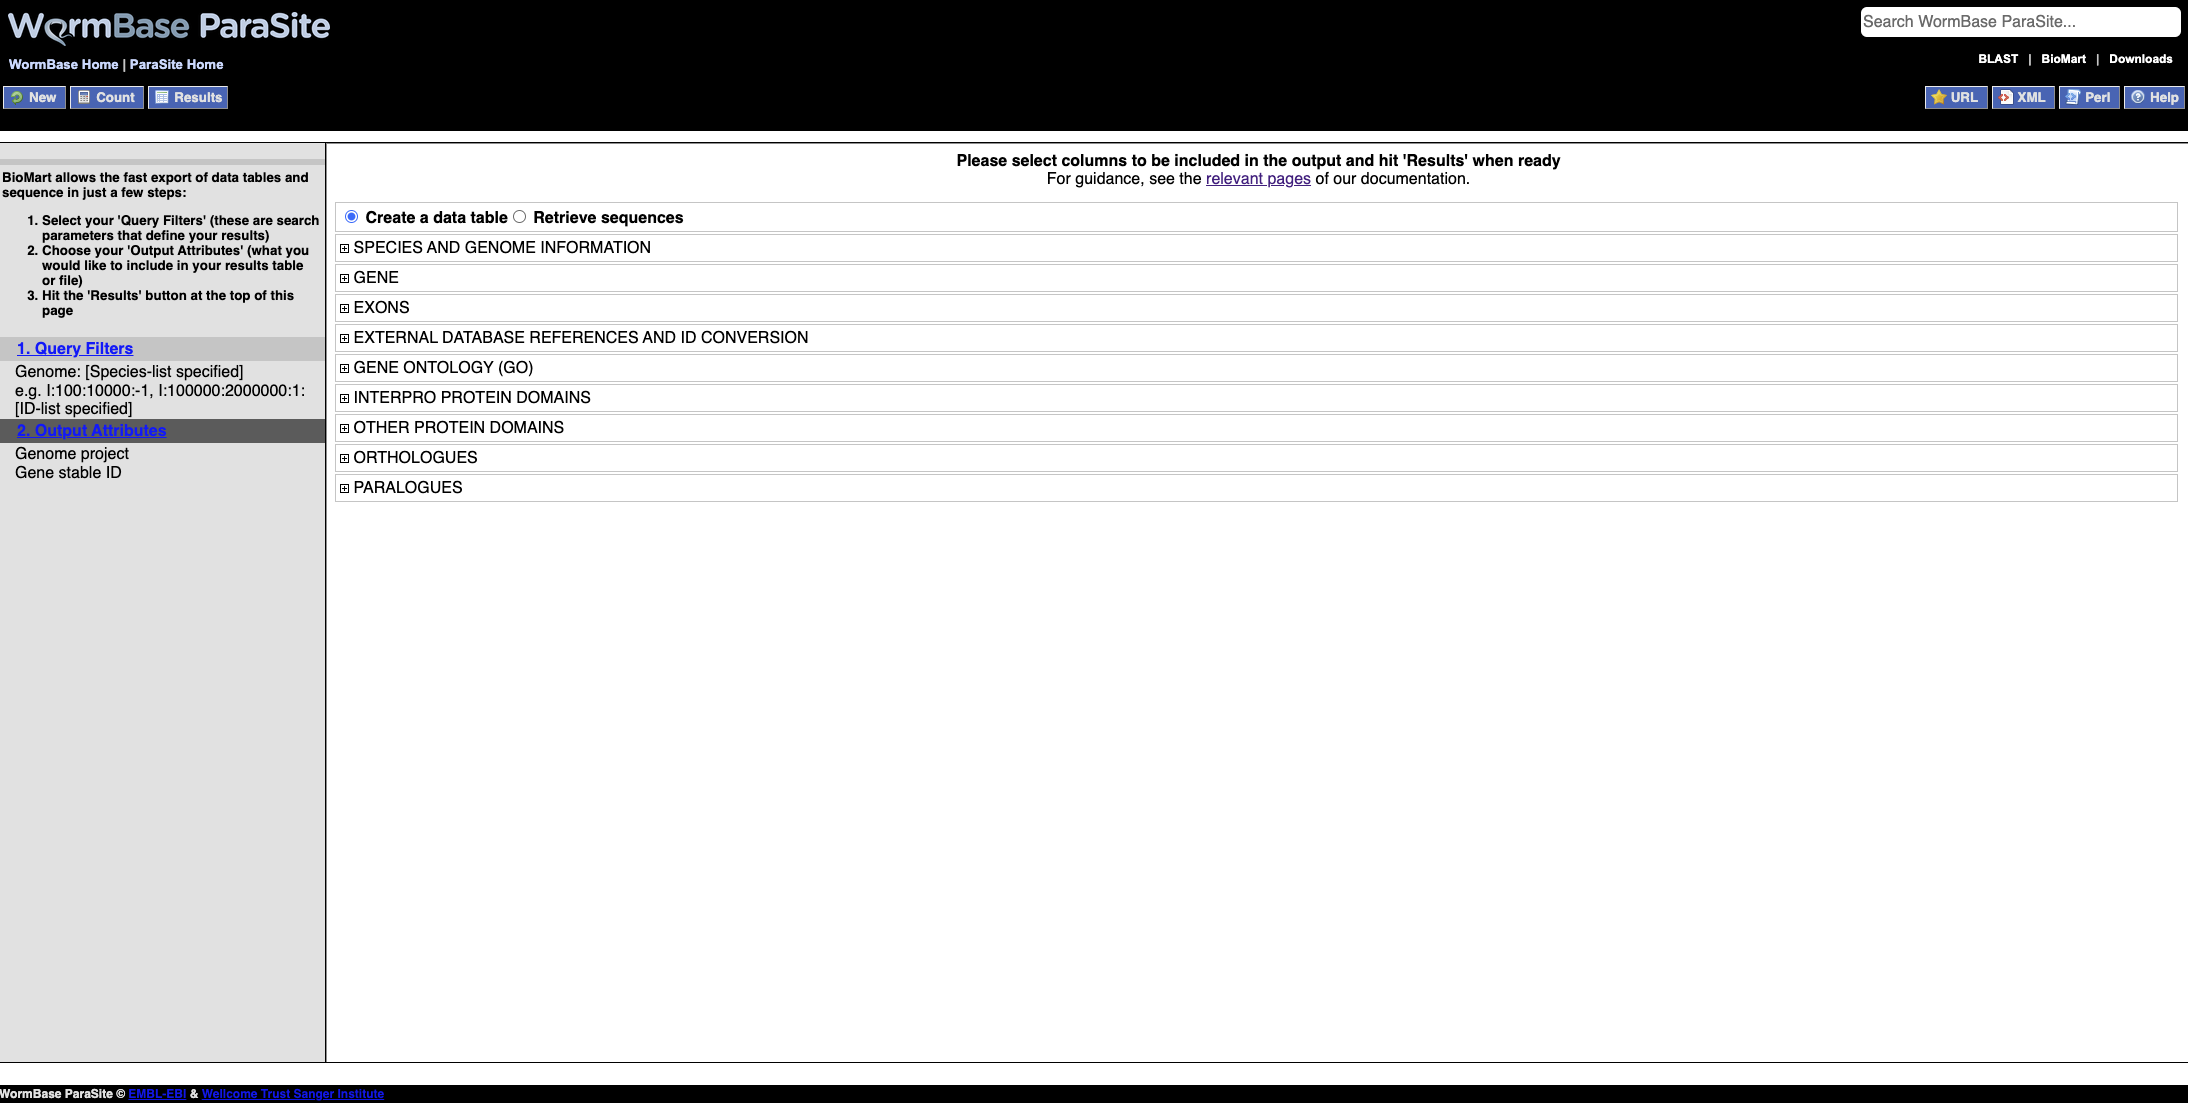 WormBase ParaSite
Search WormBase ParaSite...
WormBase Home | ParaSite Home
BLAST | BioMart | Downloads
New Count Results
URL XML Perl Help
Please select columns to be included in the output and hit 'Results' when ready
For guidance, see the relevant pages of our documentation.
BioMart allows the fast export of data tables and
sequence in just a few steps:
1. Select your 'Query Filters' (these are search
parameters that define your results)
2. Choose your 'Output Attributes' (what you
would like to include in your results table
or file)
3. Hit the 'Results' button at the top of this
page
1. Query Filters
Genome: [Species-list specified]
e.g. I:100:10000:-1, I:100000:2000000:1:
[ID-list specified]
2. Output Attributes
Genome project
Gene stable ID
Create a data table Retrieve sequences
SPECIES AND GENOME INFORMATION
GENE
EXONS
EXTERNAL DATABASE REFERENCES AND ID CONVERSION
GENE ONTOLOGY (GO)
INTERPRO PROTEIN DOMAINS
OTHER PROTEIN DOMAINS
ORTHOLOGUES
PARALOGUES
WormBase ParaSite © EMBL-EBI & Wellcome Trust Sanger Institute